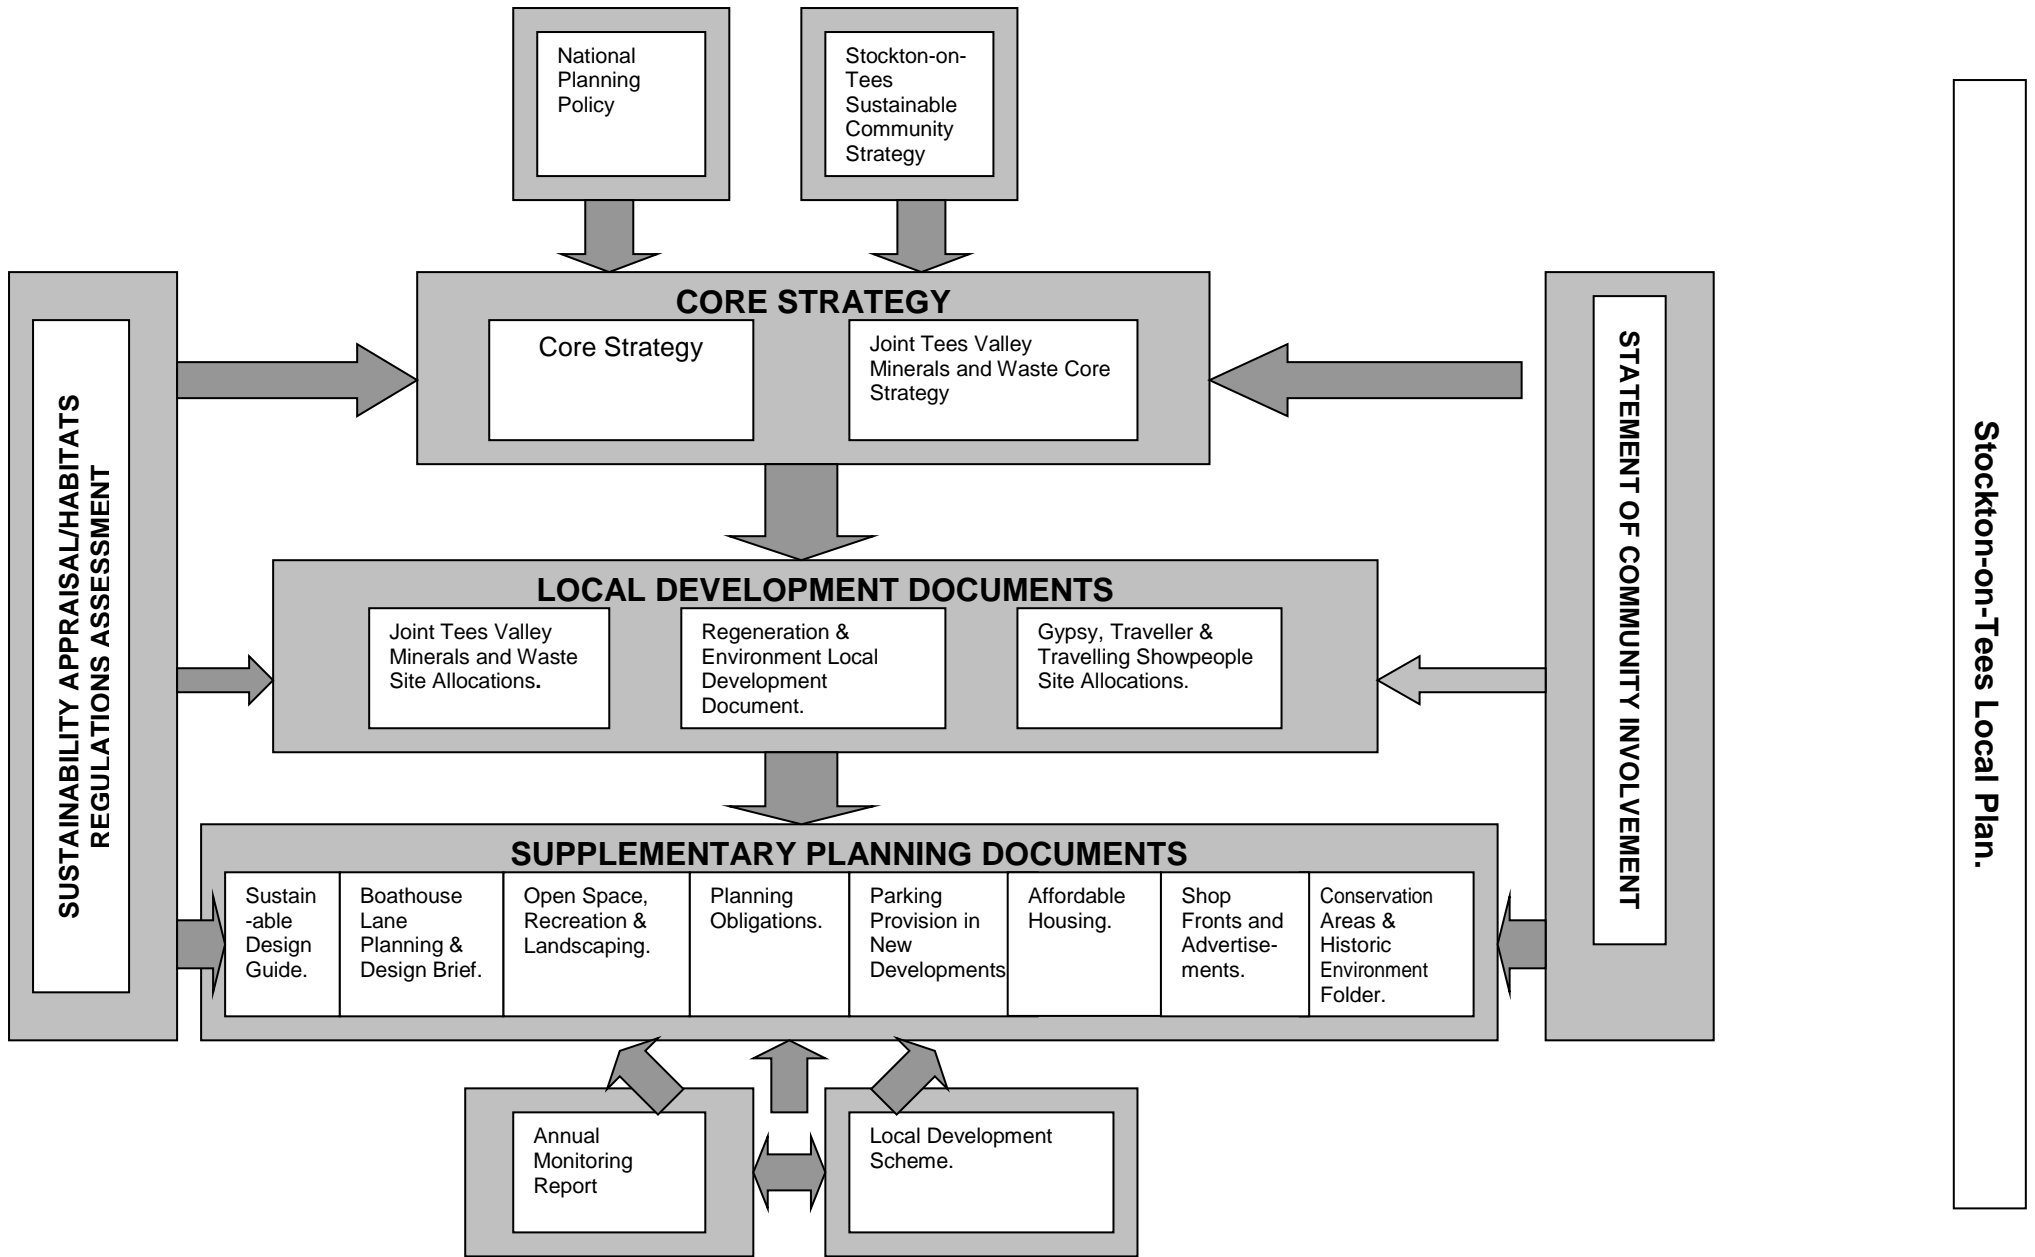 National
Planning
Policy
Stockton-on-
Tees
Sustainable
Community
Strategy
CORE STRATEGY
Core Strategy
Joint Tees Valley
Minerals and Waste Core
Strategy
SUSTAINABILITY APPRAISAL/HABITATS
REGULATIONS ASSESSMENT
STATEMENT OF COMMUNITY INVOLVEMENT
Stockton-on-Tees Local Plan.
LOCAL DEVELOPMENT DOCUMENTS
Joint Tees Valley
Minerals and Waste
Site Allocations.
Regeneration &
Environment Local
Development
Document.
Gypsy, Traveller &
Travelling Showpeople
Site Allocations.
SUPPLEMENTARY PLANNING DOCUMENTS
Sustain
-able
Design
Guide.
Boathouse
Lane
Planning &
Design Brief.
Open Space,
Recreation &
Landscaping.
Planning
Obligations.
Parking
Provision in
New
Developments
Affordable
Housing.
Shop
Fronts and
Advertise-
ments.
Conservation
Areas &
Historic
Environment
Folder.
Annual
Monitoring
Report
Local Development
Scheme.